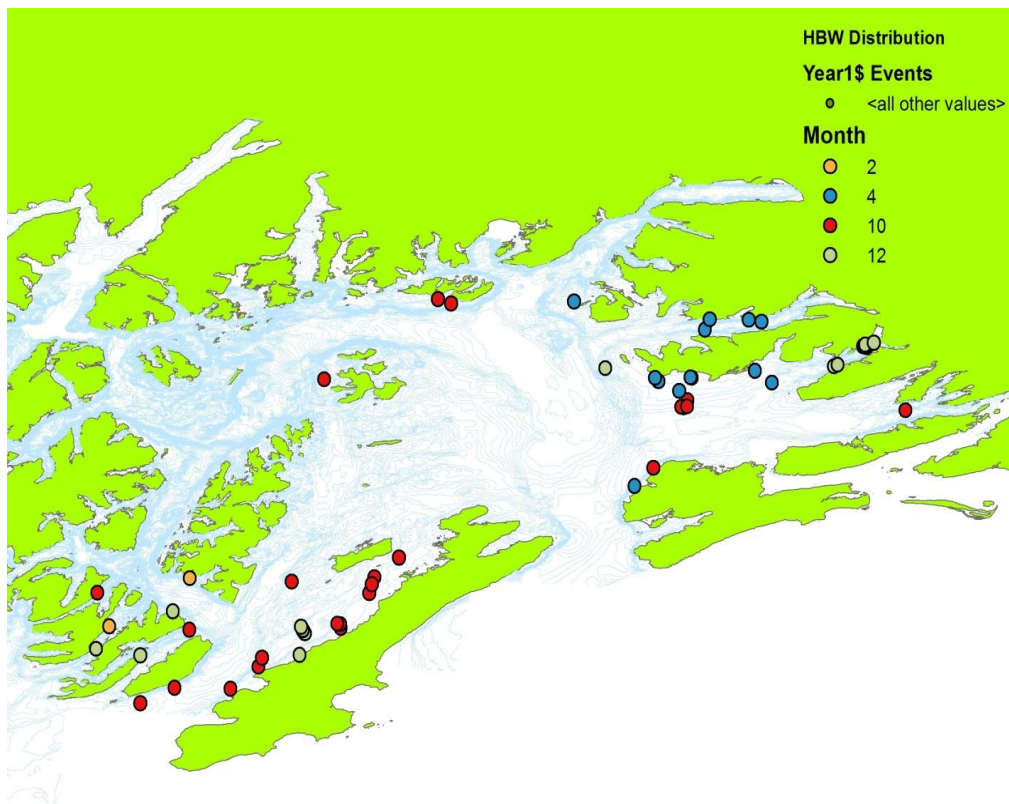 HBW Distribution
Year1$ Events
<all other values>
Month
2
4
10
12